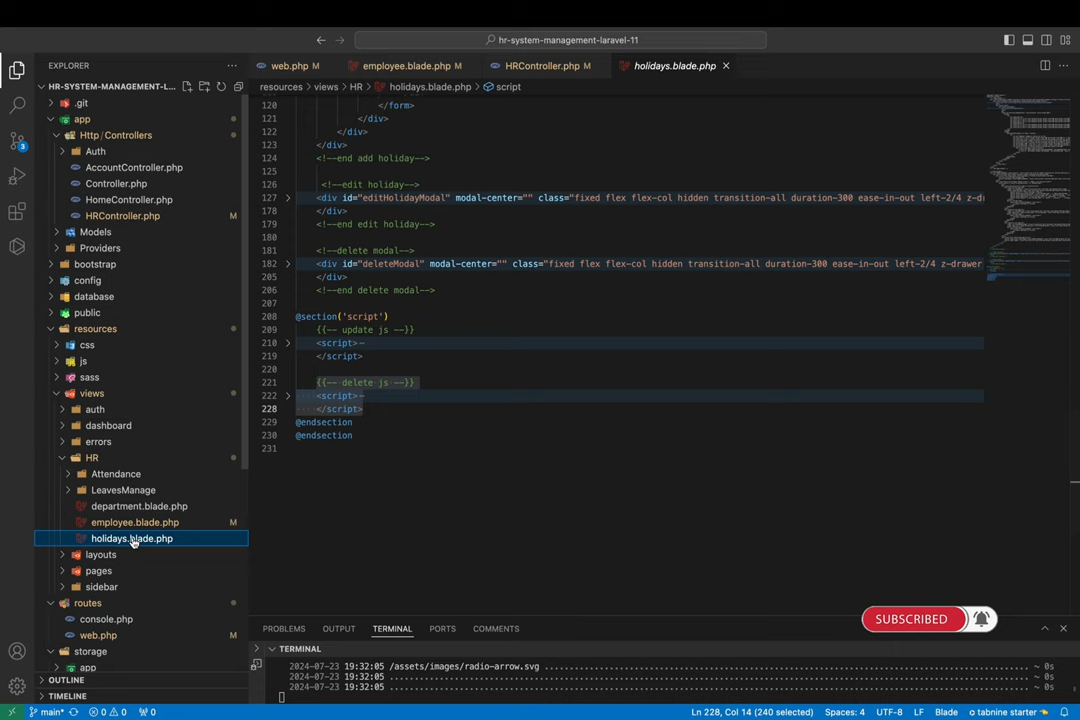 hr-system-management-laravel-11
EXPLORER
web.php M
employee.blade.php M
HRController.php M
holidays.blade.php
HR-SYSTEM-MANAGEMENT-L...
resources > views > HR > holidays.blade.php > script
.git
app
Http / Controllers
Auth
AccountController.php
Controller.php
HomeController.php
HRController.php M
Models
Providers
bootstrap
config
database
public
resources
css
js
sass
views
auth
dashboard
errors
HR
Attendance
LeavesManage
department.blade.php
employee.blade.php M
holidays.blade.php
layouts
pages
sidebar
routes
console.php
web.php M
storage
app
OUTLINE
TIMELINE
120 </form>
121 </div>
122 </div>
123 </div>
124 <!--end add holiday-->
125
126 <!--edit holiday-->
127 <div id="editHolidayModal" modal-center="" class="fixed flex flex-col hidden transition-all duration-300 ease-in-out left-2/4 z-dr
178 </div>
179 <!--end edit holiday-->
180
181 <!--delete modal-->
182 <div id="deleteModal" modal-center="" class="fixed flex flex-col hidden transition-all duration-300 ease-in-out left-2/4 z-drawer
205 </div>
206 <!--end delete modal-->
207
208 @section('script')
209 {{-- update js --}}
210 <script>
219 </script>
220
221 {{-- delete js --}}
222 <script>
228 </script>
229 @endsection
230 @endsection
231
SUBSCRIBED
PROBLEMS OUTPUT TERMINAL PORTS COMMENTS
TERMINAL
2024-07-23 19:32:05 /assets/images/radio-arrow.svg ~ 0s
2024-07-23 19:32:05 ~ 0s
2024-07-23 19:32:05 ~ 0s
main* 0 0 0 Ln 228, Col 14 (240 selected) Spaces: 4 UTF-8 LF Blade tabnine starter